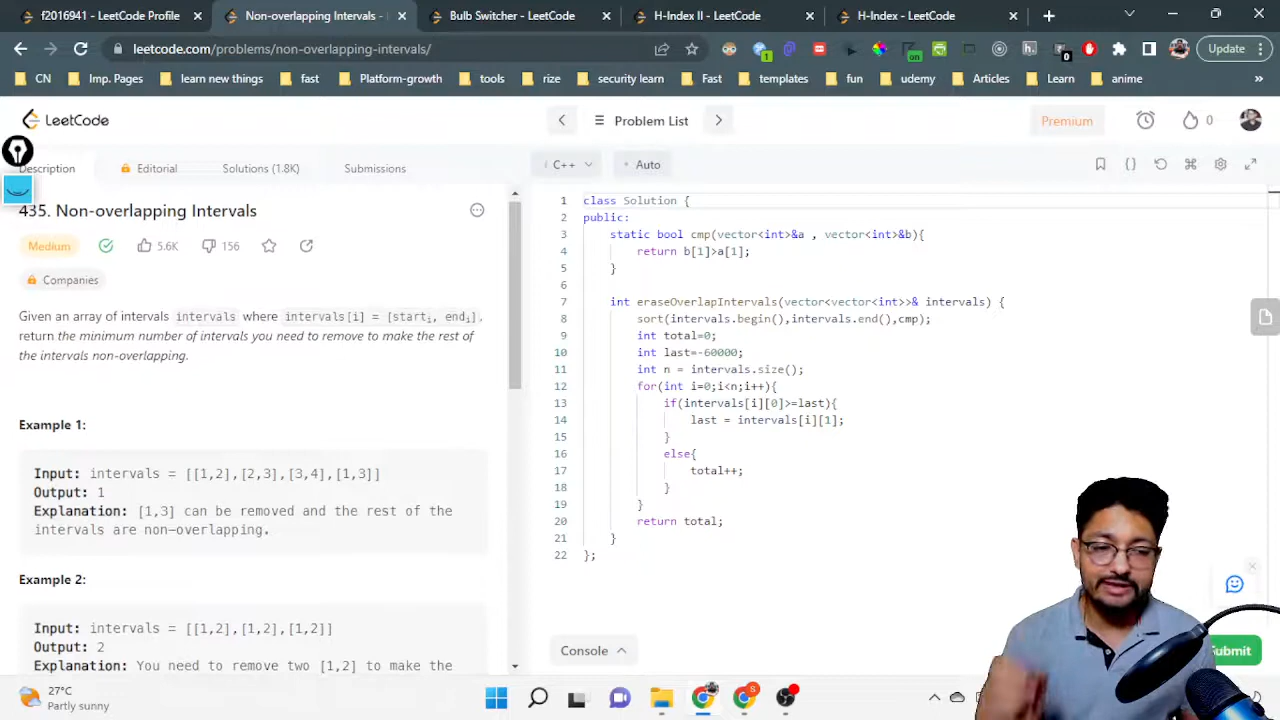 f2016941 - LeetCode Profile
Non-overlapping Intervals -
Bulb Switcher - LeetCode
H-Index II - LeetCode
H-Index - LeetCode
leetcode.com/problems/non-overlapping-intervals/
1
on
0
Update
CN
Imp. Pages
learn new things
fast
Platform-growth
tools
rise
security learn
Fast
templates
fun
udemy
Articles
Learn
anime
»
LeetCode
Problem List
Premium
0
Description
Editorial
Solutions (1.8K)
Submissions
i C++
Auto
435. Non-overlapping Intervals
Medium
5.6K
156
Companies
Given an array of intervals intervals where intervals[i] = [starti, endi],
return the minimum number of intervals you need to remove to make the rest of
the intervals non-overlapping.
Example 1:
Input: intervals = [[1,2],[2,3],[3,4],[1,3]]
Output: 1
Explanation: [1,3] can be removed and the rest of the
intervals are non-overlapping.
Example 2:
Input: intervals = [[1,2],[1,2],[1,2]]
Output: 2
Explanation: You need to remove two [1,2] to make the
1 class Solution {
2 public:
3 static bool cmp(vector<int>&a , vector<int>&b){
4 return b[1]>a[1];
5 }
6
7 int eraseOverlapIntervals(vector<vector<int>>& intervals) {
8 sort(intervals.begin(),intervals.end(),cmp);
9 int total=0;
10 int last=-60000;
11 int n = intervals.size();
12 for(int i=0;i<n;i++){
13 if(intervals[i][0]>=last){
14 last = intervals[i][1];
15 }
16 else{
17 total++;
18 }
19 }
20 return total;
21 }
22 };
Console
Submit
27°C
Partly sunny
8